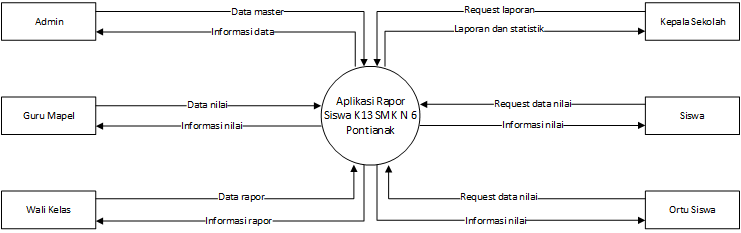 Admin
Data master
Informasi data
Request laporan
Laporan dan statistik
Kepala Sekolah
Guru Mapel
Data nilai
Informasi nilai
Aplikasi Rapor
Siswa K13 SMK N 6
Pontianak
Request data nilai
Informasi nilai
Siswa
Wali Kelas
Data rapor
Informasi rapor
Request data nilai
Informasi nilai
Ortu Siswa